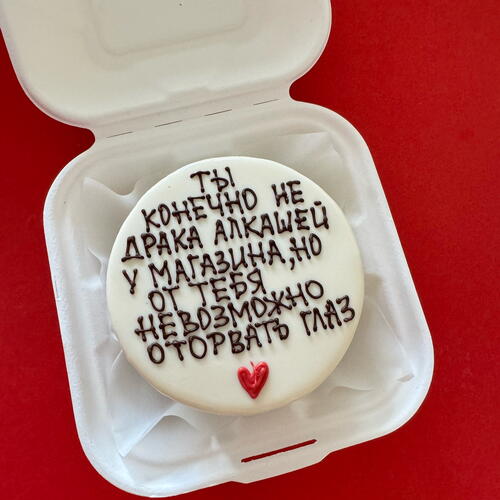 ТЫ
КОНЕЧНО НЕ
ДРАКА АЛКАШЕЙ
У МАГАЗИНА, НО
ОТ ТЕБЯ
НЕВОЗМОЖНО
ОТОРВАТЬ ГЛАЗ